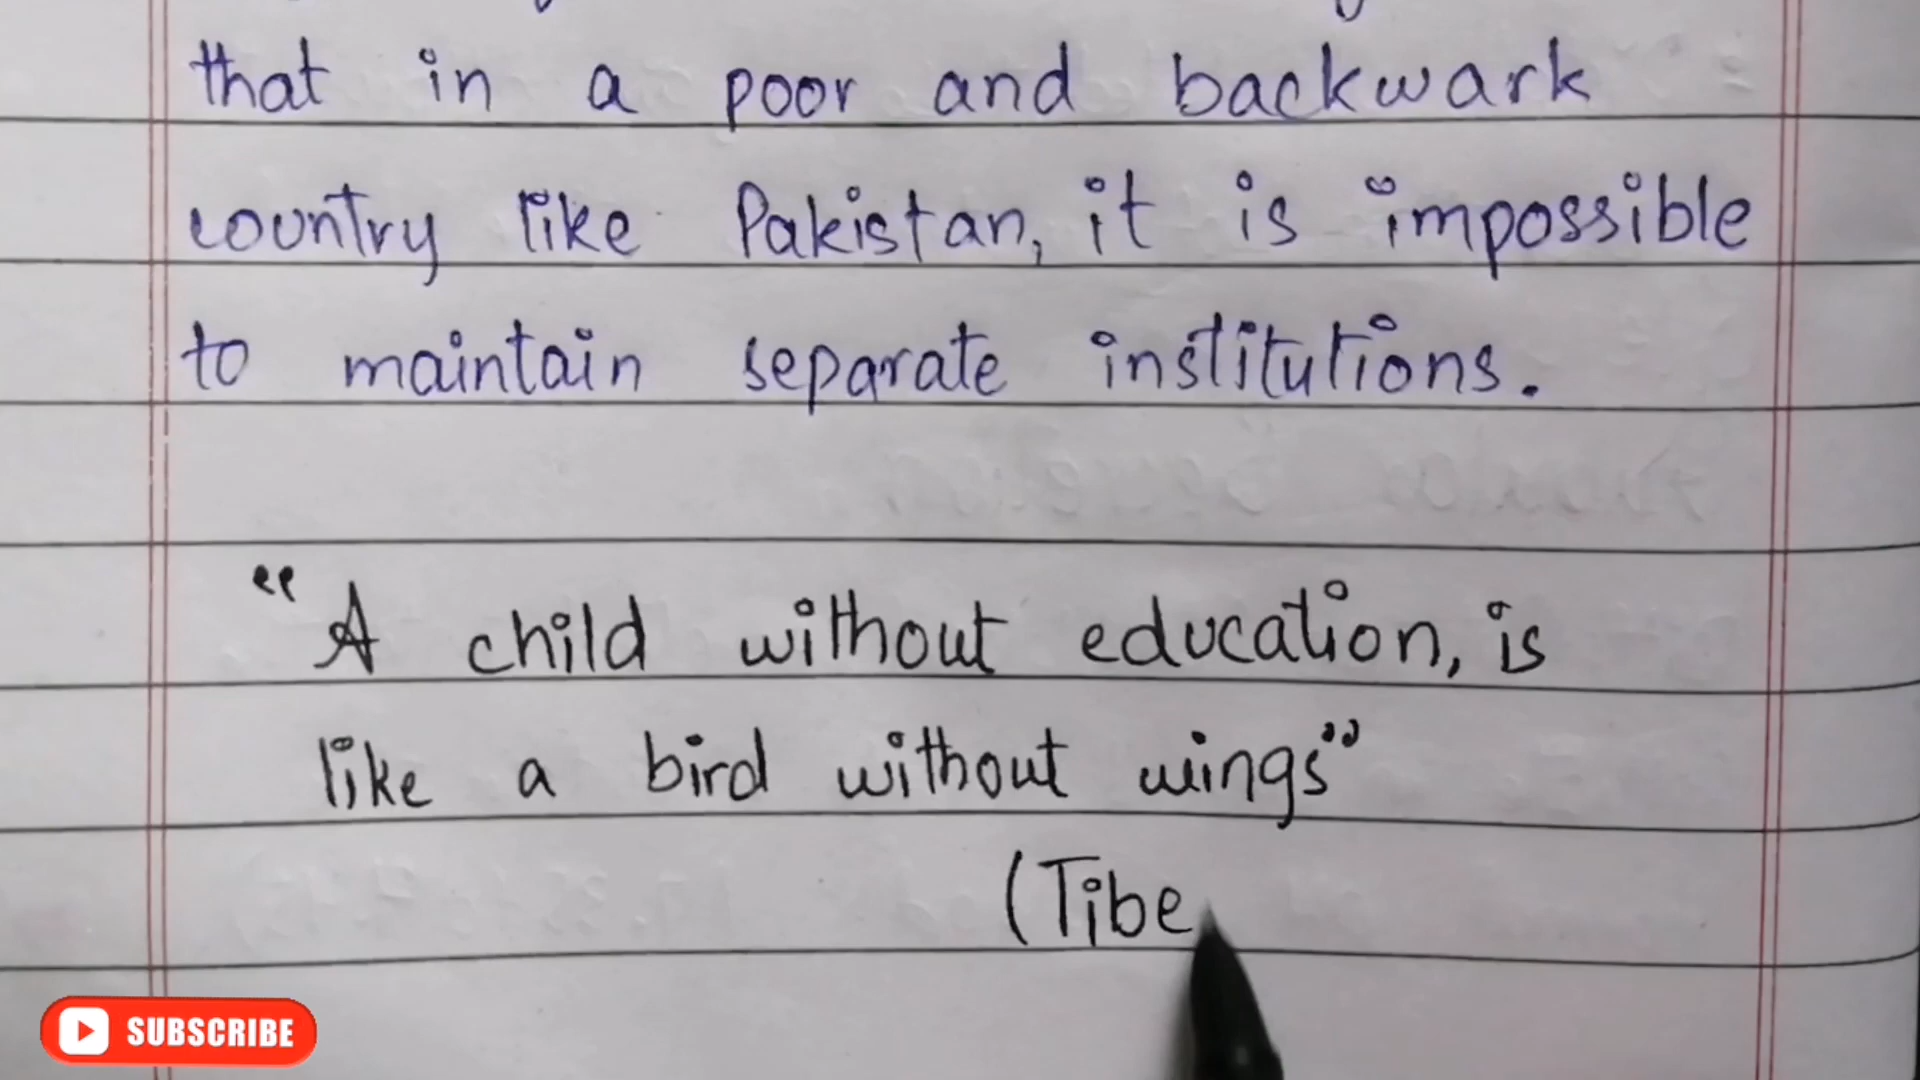 that in a poor and backwark
country like Pakistan, it is impossible
to maintain separate institutions.
"A child without education, is
like a bird without wings"
(Tibe
SUBSCRIBE